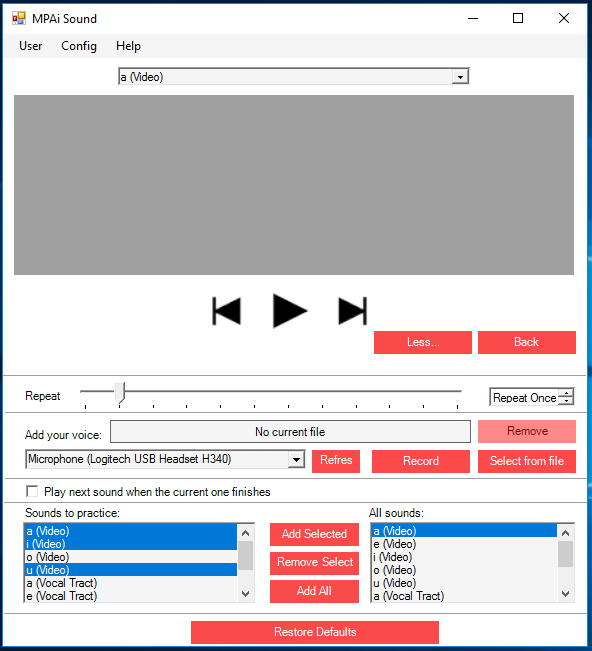 MPAi Sound
User Config Help
a (Video)
Less...
Back
Repeat
Repeat Once
Add your voice:
No current file
Remove
Microphone (Logitech USB Headset H340)
Refres
Record
Select from file
Play next sound when the current one finishes
Sounds to practice:
a (Video)
i (Video)
o (Video)
u (Video)
a (Vocal Tract)
e (Vocal Tract)
Add Selected
Remove Select
Add All
All sounds:
a (Video)
e (Video)
i (Video)
o (Video)
u (Video)
a (Vocal Tract)
Restore Defaults